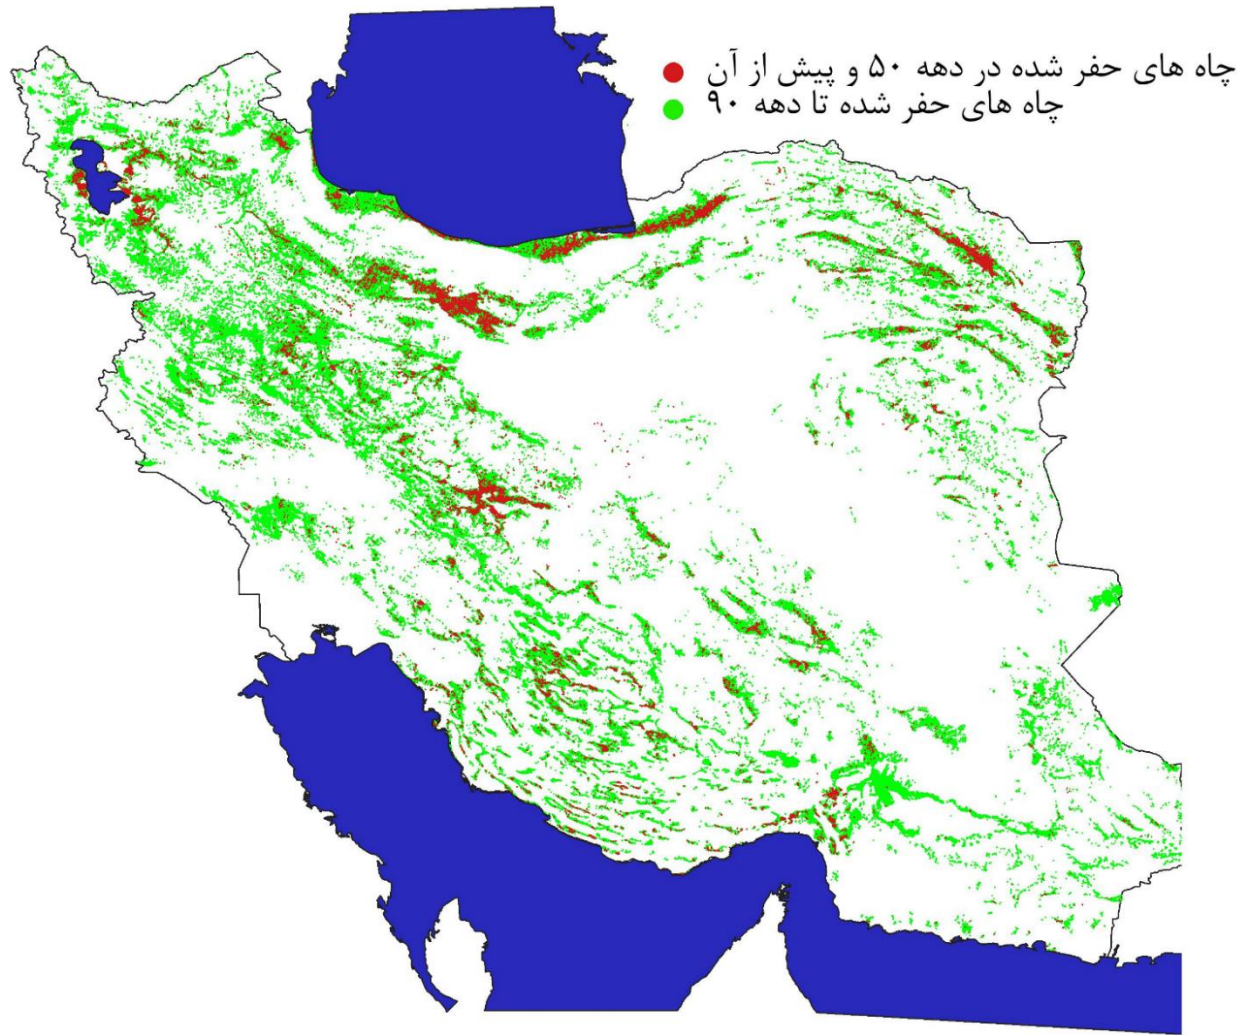 چاه های حفر شده در دهه ۵۰ و پیش از آن
چاه های حفر شده تا دهه ۹۰